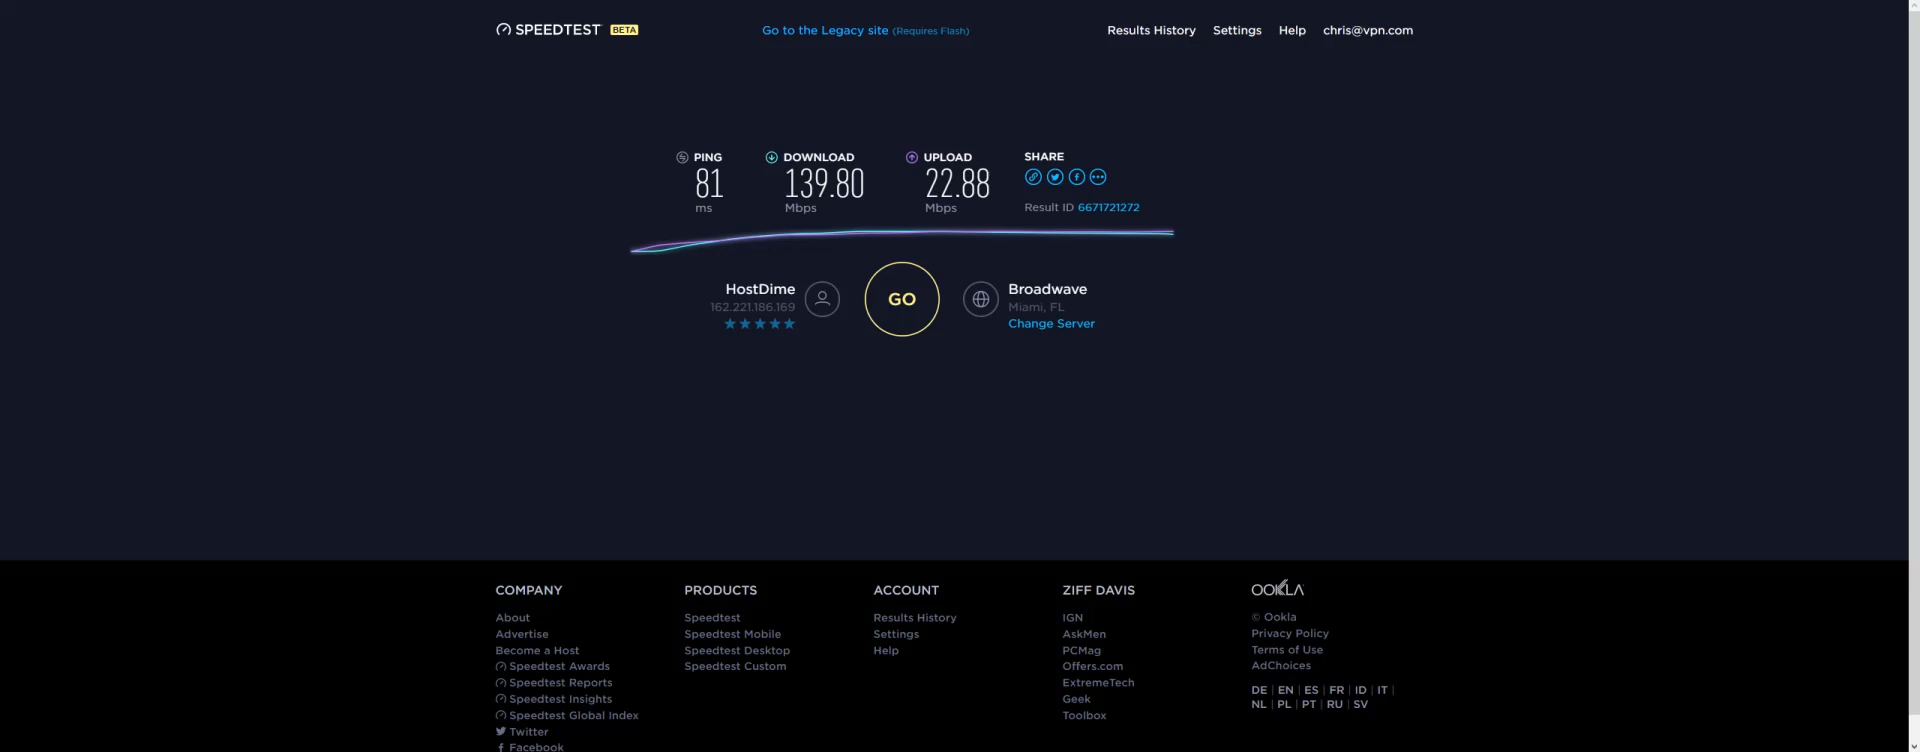 SPEEDTEST BETA
Go to the Legacy site (Requires Flash)
Results History Settings Help chris@vpn.com
PING DOWNLOAD UPLOAD SHARE
81 139.80 22.88
ms Mbps Mbps Result ID 6671721272
HostDime
162.221.186.169
GO
Broadwave
Miami, FL
Change Server
COMPANY
About
Advertise
Become a Host
Speedtest Awards
Speedtest Reports
Speedtest Insights
Speedtest Global Index
Twitter
Facebook
PRODUCTS
Speedtest
Speedtest Mobile
Speedtest Desktop
Speedtest Custom
ACCOUNT
Results History
Settings
Help
ZIFF DAVIS
IGN
AskMen
PCMag
Offers.com
ExtremeTech
Geek
Toolbox
OOKLA
© Ookla
Privacy Policy
Terms of Use
AdChoices
DE | EN | ES | FR | ID | IT |
NL | PL | PT | RU | SV